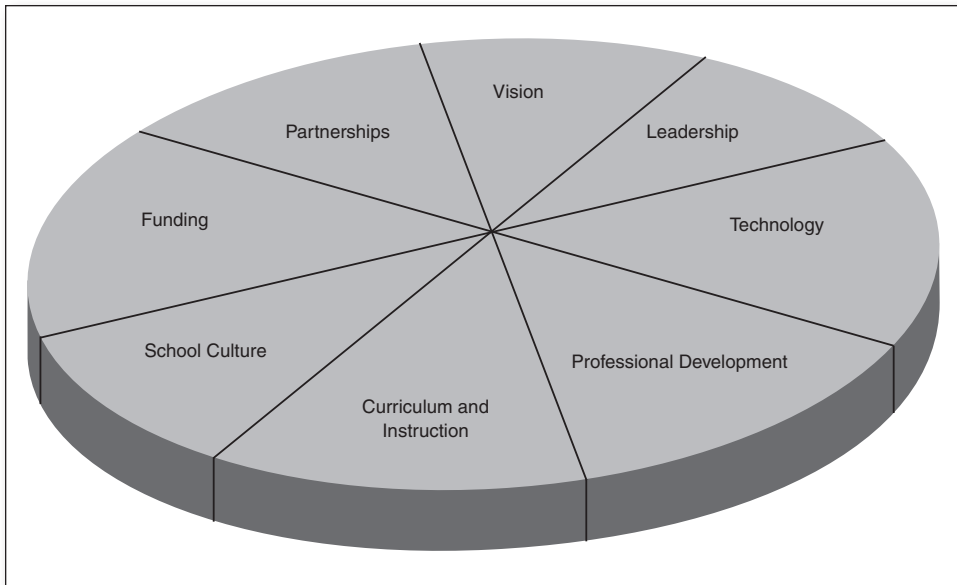 Vision
Leadership
Technology
Professional Development
Curriculum and
Instruction
School Culture
Funding
Partnerships